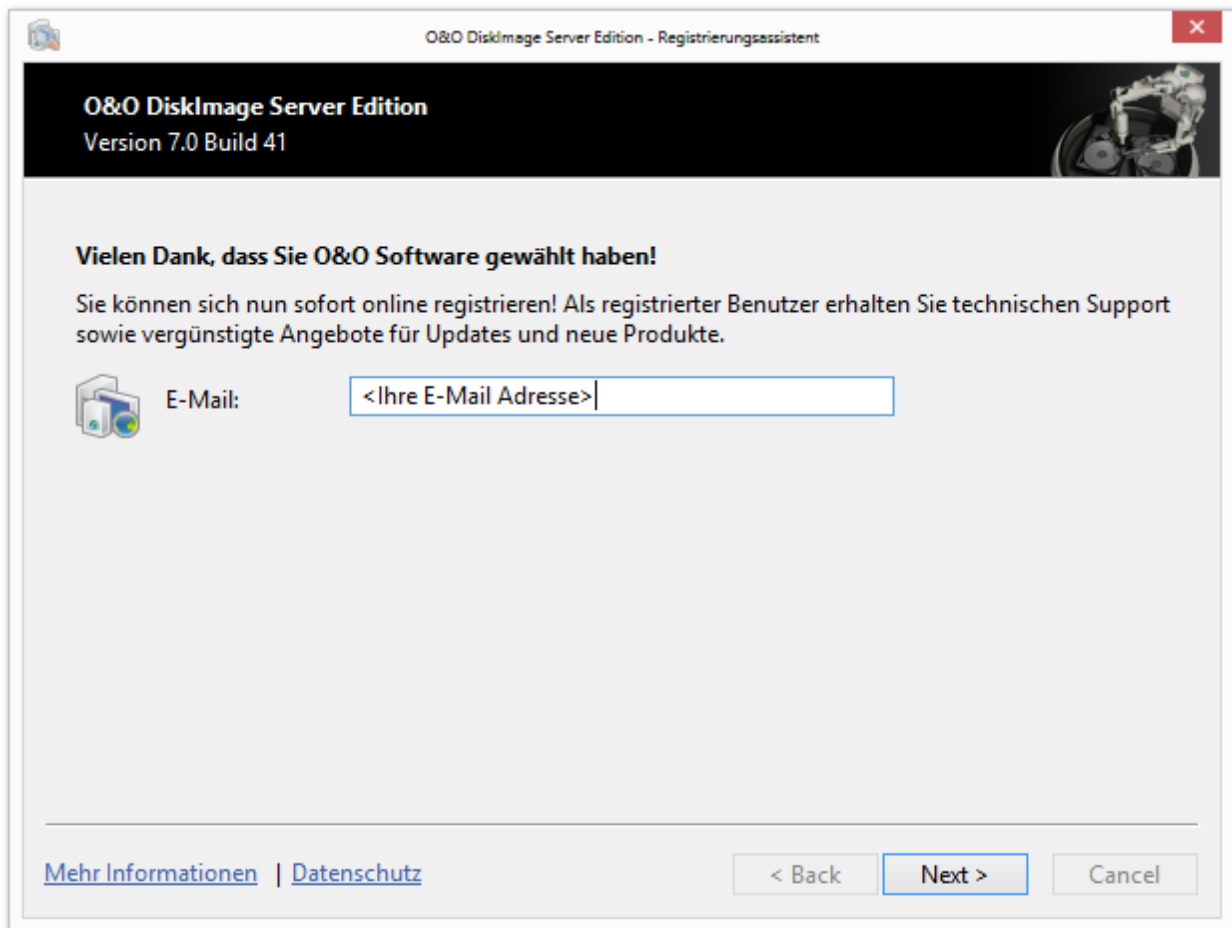 O&O DiskImage Server Edition - Registrierungsassistent
O&O DiskImage Server Edition
Version 7.0 Build 41
Vielen Dank, dass Sie O&O Software gewählt haben!
Sie können sich nun sofort online registrieren! Als registrierter Benutzer erhalten Sie technischen Support
sowie vergünstigte Angebote für Updates und neue Produkte.
E-Mail: <Ihre E-Mail Adresse>
Mehr Informationen | Datenschutz < Back Next > Cancel